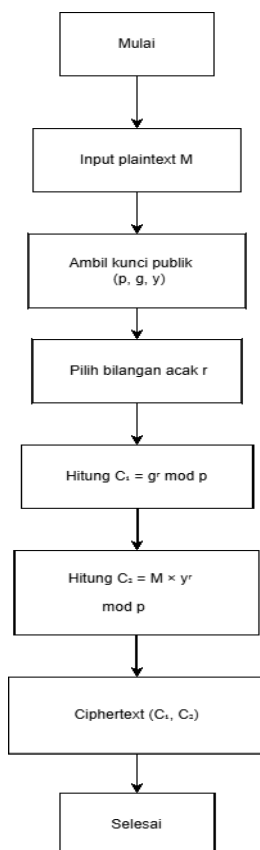 Mulai
Input plaintext M
Ambil kunci publik
(p, g, y)
Pilih bilangan acak r
Hitung C₁ = gʳ mod p
Hitung C₂ = M × yʳ
mod p
Ciphertext (C₁, C₂)
Selesai